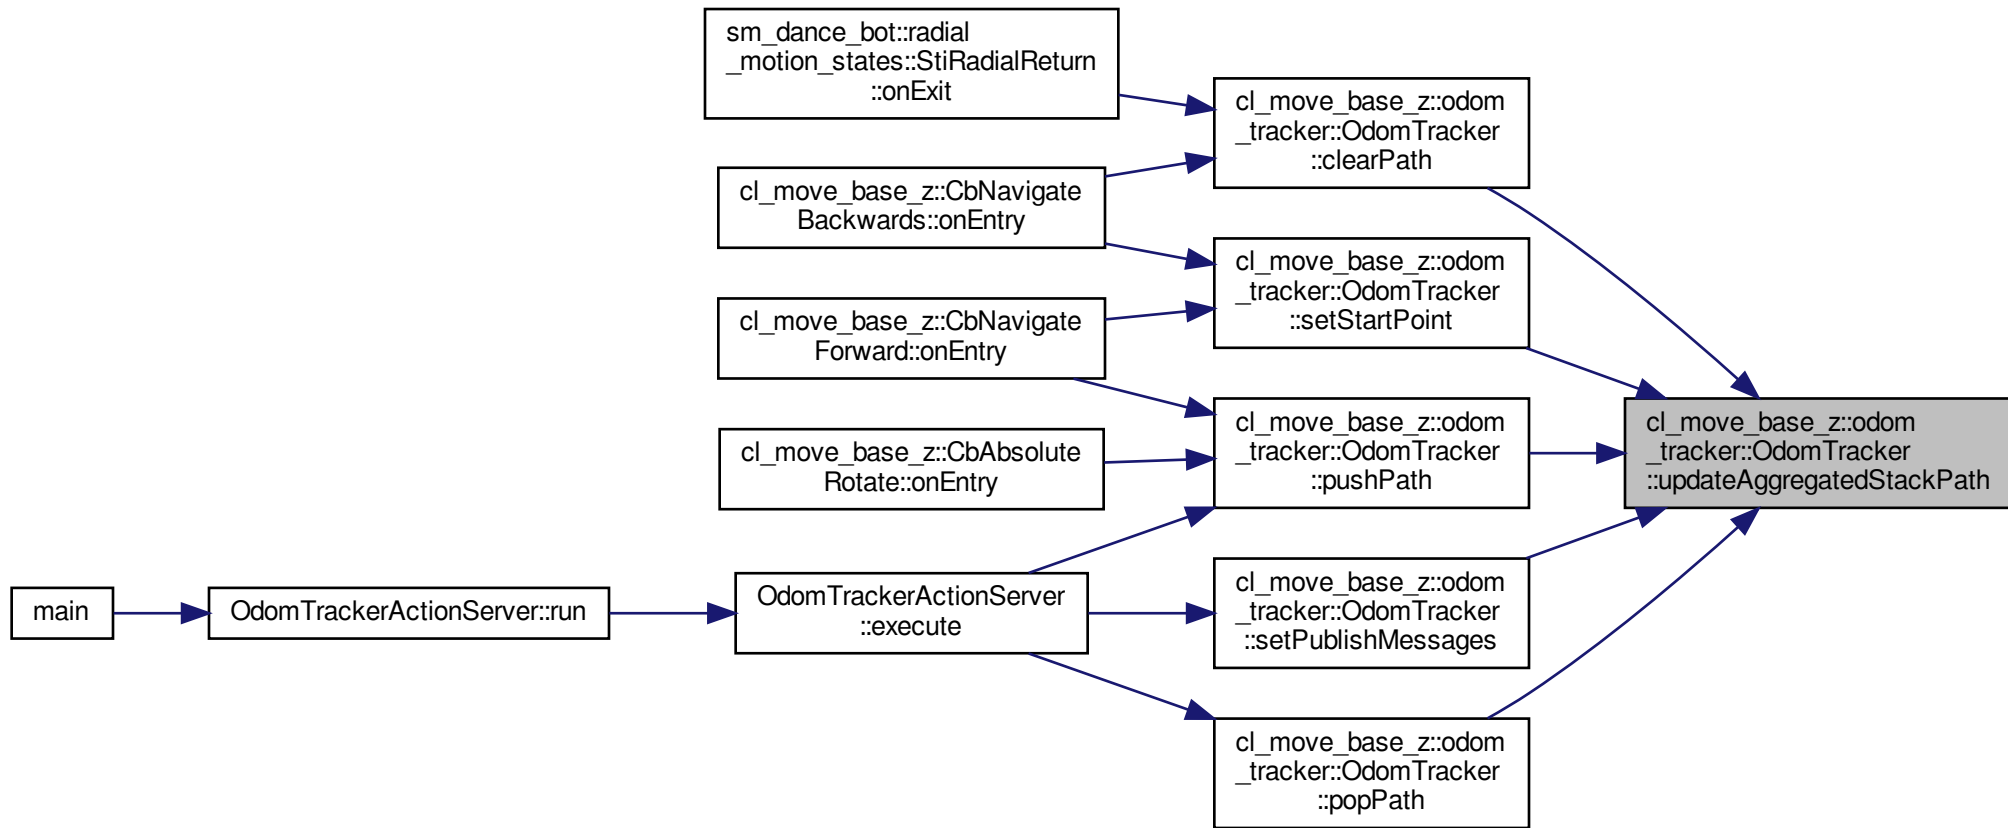 sm_dance_bot::radial
_motion_states::StiRadialReturn
::onExit
cl_move_base_z::odom
_tracker::OdomTracker
::clearPath
cl_move_base_z::CbNavigate
Backwards::onEntry
cl_move_base_z::odom
_tracker::OdomTracker
::setStartPoint
cl_move_base_z::CbNavigate
Forward::onEntry
cl_move_base_z::odom
_tracker::OdomTracker
::pushPath
cl_move_base_z::odom
_tracker::OdomTracker
::updateAggregatedStackPath
cl_move_base_z::CbAbsolute
Rotate::onEntry
main
OdomTrackerActionServer::run
OdomTrackerActionServer
::execute
cl_move_base_z::odom
_tracker::OdomTracker
::setPublishMessages
cl_move_base_z::odom
_tracker::OdomTracker
::popPath